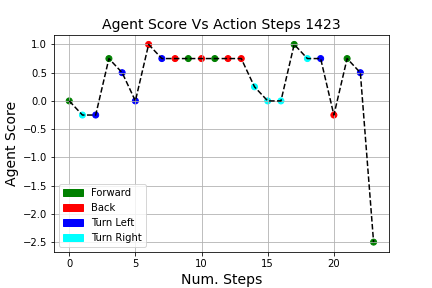 Agent Score Vs Action Steps 1423
Agent Score
1.0
0.5
0.0
−0.5
−1.0
−1.5
−2.0
−2.5
Forward
Back
Turn Left
Turn Right
0 5 10 15 20
Num. Steps